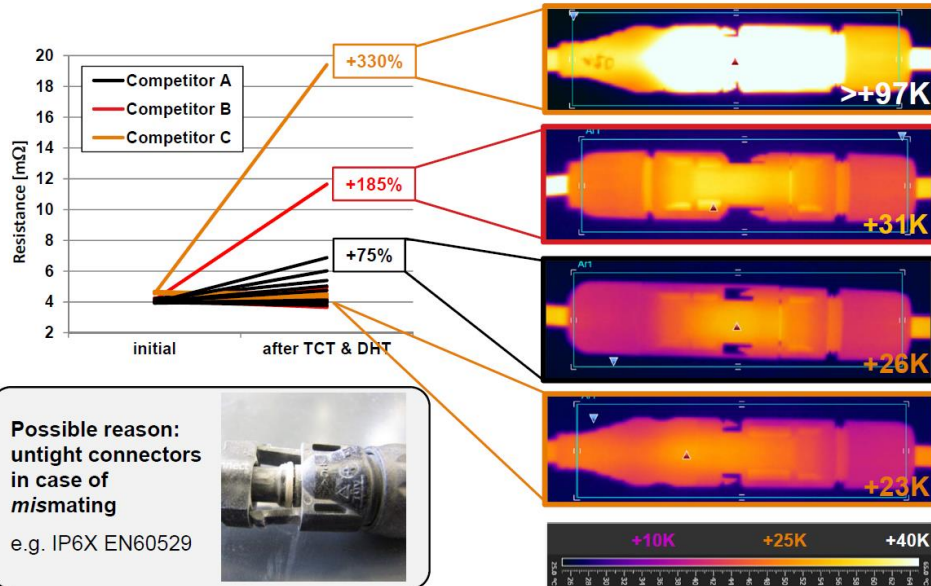 20
18
16
14
12
10
8
6
4
2
Resistance [mΩ]
Competitor A
Competitor B
Competitor C
initial
after TCT & DHT
+330%
+185%
+75%
>+97K
+31K
+26K
+23K
Possible reason:
untight connectors
in case of
mismating
e.g. IP6X EN60529
+10K
+25K
+40K